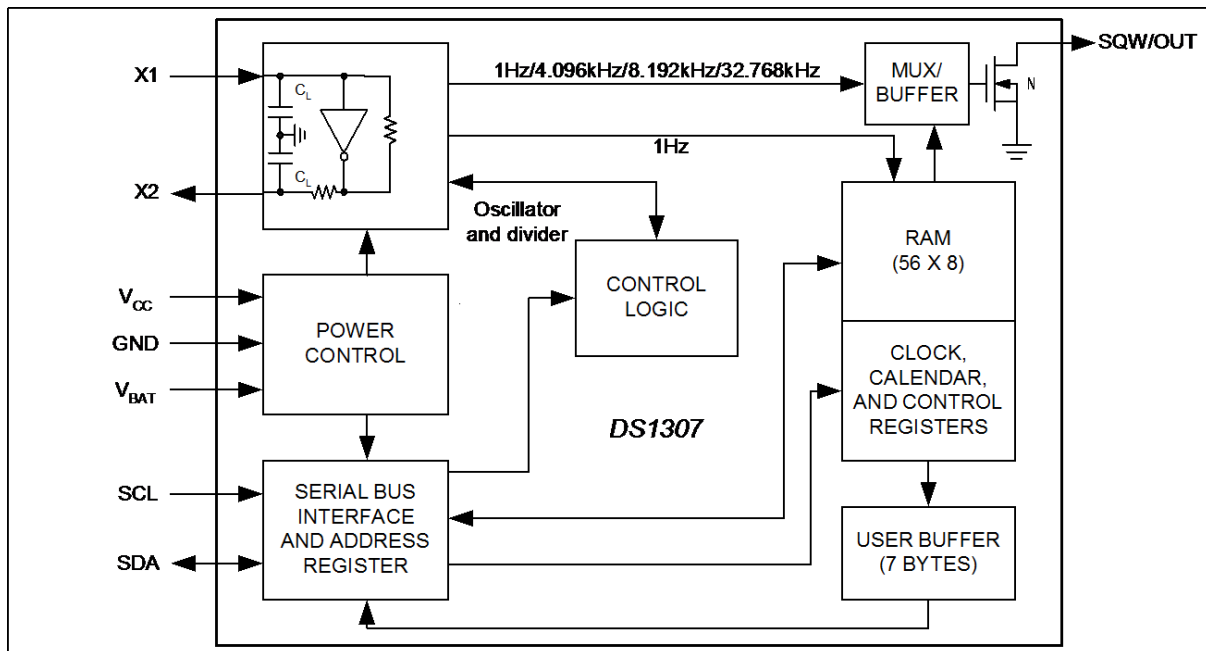 X1
X2
C_L
C_L
1Hz/4.096kHz/8.192kHz/32.768kHz
MUX/
BUFFER
N
SQW/OUT
1Hz
Oscillator
and divider
RAM
(56 X 8)
CONTROL
LOGIC
V_CC
GND
V_BAT
POWER
CONTROL
CLOCK,
CALENDAR,
AND CONTROL
REGISTERS
DS1307
SCL
SDA
SERIAL BUS
INTERFACE
AND ADDRESS
REGISTER
USER BUFFER
(7 BYTES)